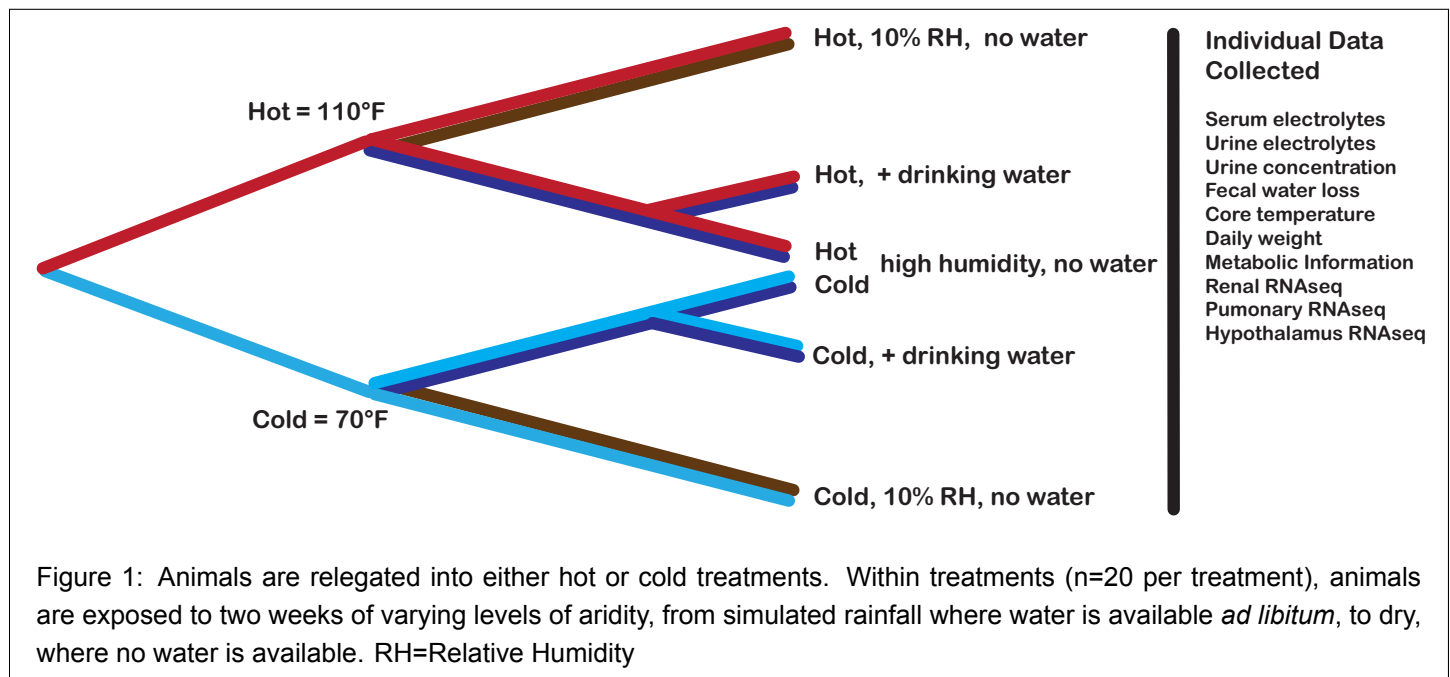 Hot, 10% RH, no water
Hot = 110°F
Hot, + drinking water
Hot
Cold
high humidity, no water
Cold, + drinking water
Cold = 70°F
Cold, 10% RH, no water
Individual Data
Collected
Serum electrolytes
Urine electrolytes
Urine concentration
Fecal water loss
Core temperature
Daily weight
Metabolic Information
Renal RNAseq
Pumonary RNAseq
Hypothalamus RNAseq
Figure 1: Animals are relegated into either hot or cold treatments. Within treatments (n=20 per treatment), animals
are exposed to two weeks of varying levels of aridity, from simulated rainfall where water is available ad libitum, to dry,
where no water is available. RH=Relative Humidity